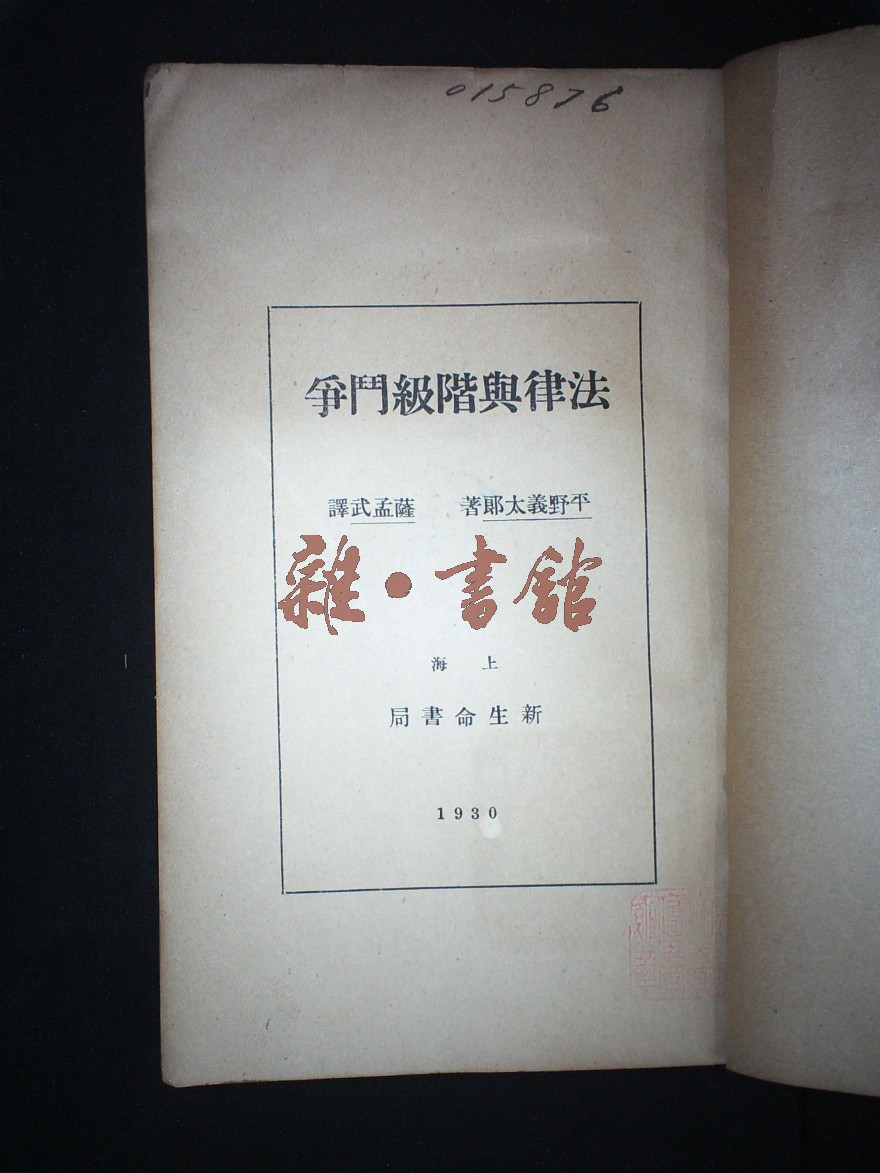 015876
法律與階級鬥爭
平野義太郎著 薩孟武譯
雜·書館
上海
新生命書局
1930